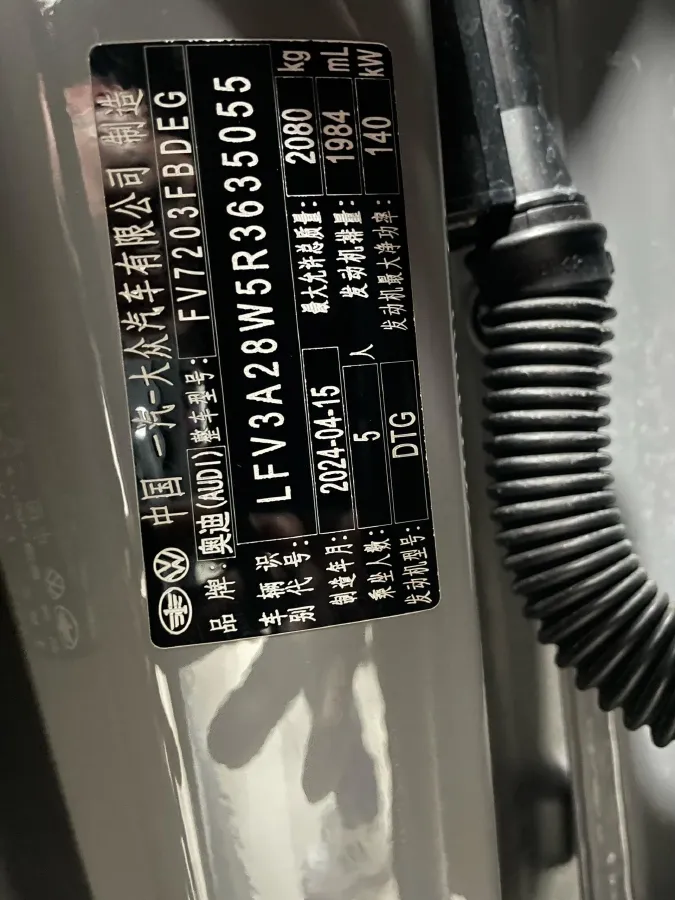 中国 一汽-大众汽车有限公司 制造
品牌: 奥迪(AUDI) 整车型号: FV7203FBDEG
车辆识别代号: LFV3A28W5R3635055
制造年月: 2024-04-15 最大允许总质量: 2080 kg
乘坐人数: 5 人 发动机排量: 1984 mL
发动机型号: DTG 发动机最大净功率: 140 kW